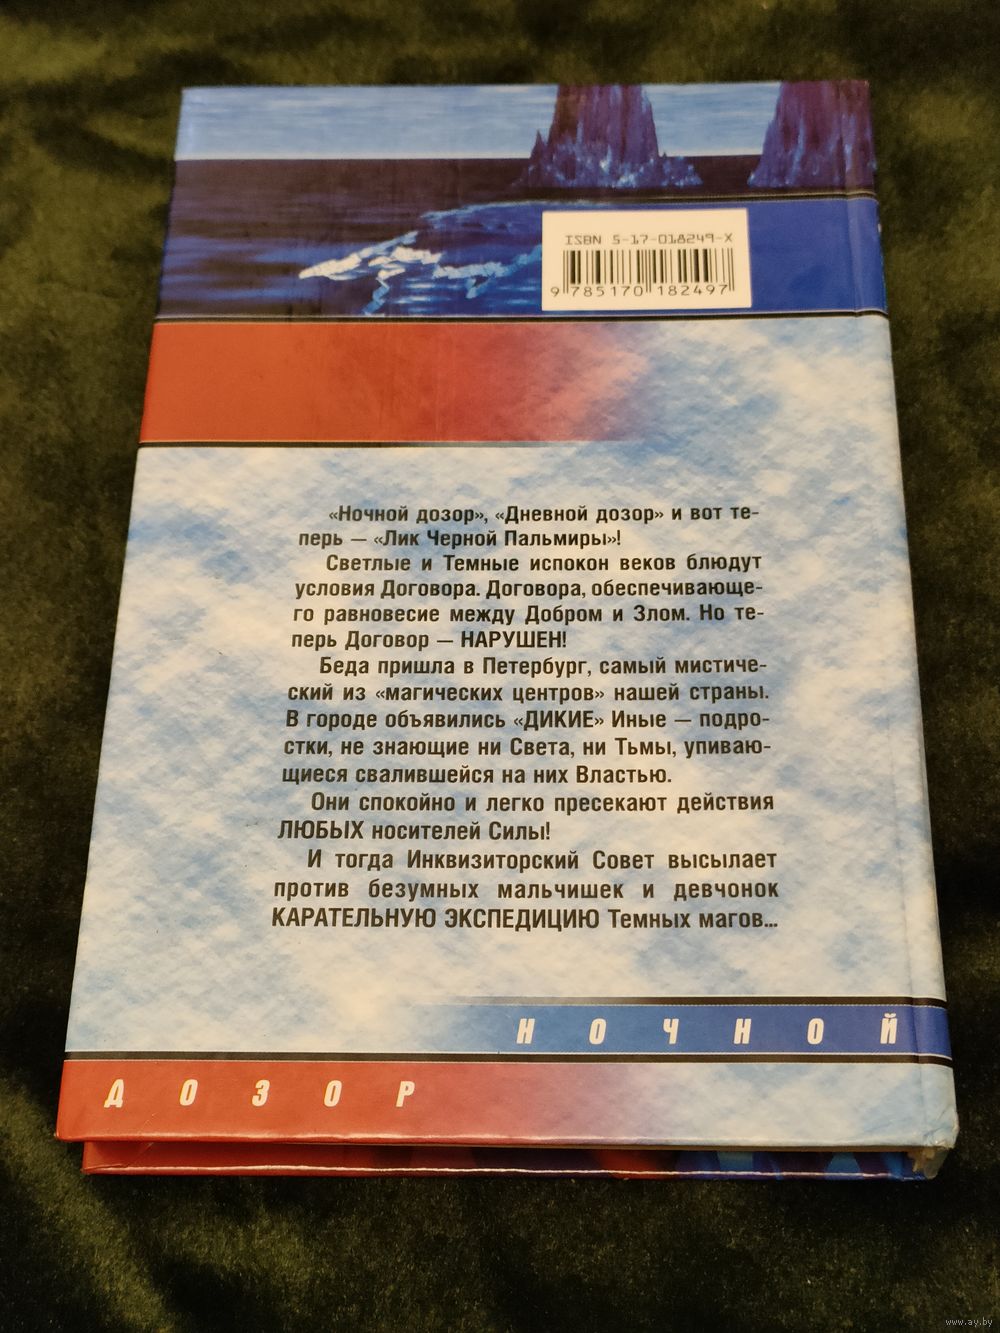 ISBN 5-17-018249-X
9 785170 182497
«Ночной дозор», «Дневной дозор» и вот те-
перь — «Лик Черной Пальмиры»!
Светлые и Темные испокон веков блюдут
условия Договора. Договора, обеспечивающе-
го равновесие между Добром и Злом. Но те-
перь Договор — НАРУШЕН!
Беда пришла в Петербург, самый мистиче-
ский из «магических центров» нашей страны.
В городе объявились «ДИКИЕ» Иные — подро-
стки, не знающие ни Света, ни Тьмы, упиваю-
щиеся свалившейся на них Властью.
Они спокойно и легко пресекают действия
ЛЮБЫХ носителей Силы!
И тогда Инквизиторский Совет высылает
против безумных мальчишек и девчонок
КАРАТЕЛЬНУЮ ЭКСПЕДИЦИЮ Темных магов...
НОЧНОЙ
ДОЗОР
www.ay.by